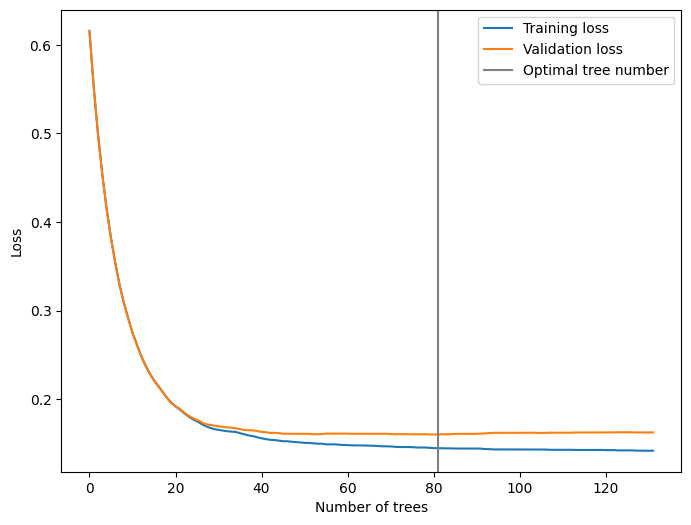 Training loss
Validation loss
Optimal tree number
Loss
0.6
0.5
0.4
0.3
0.2
0 20 40 60 80 100 120
Number of trees